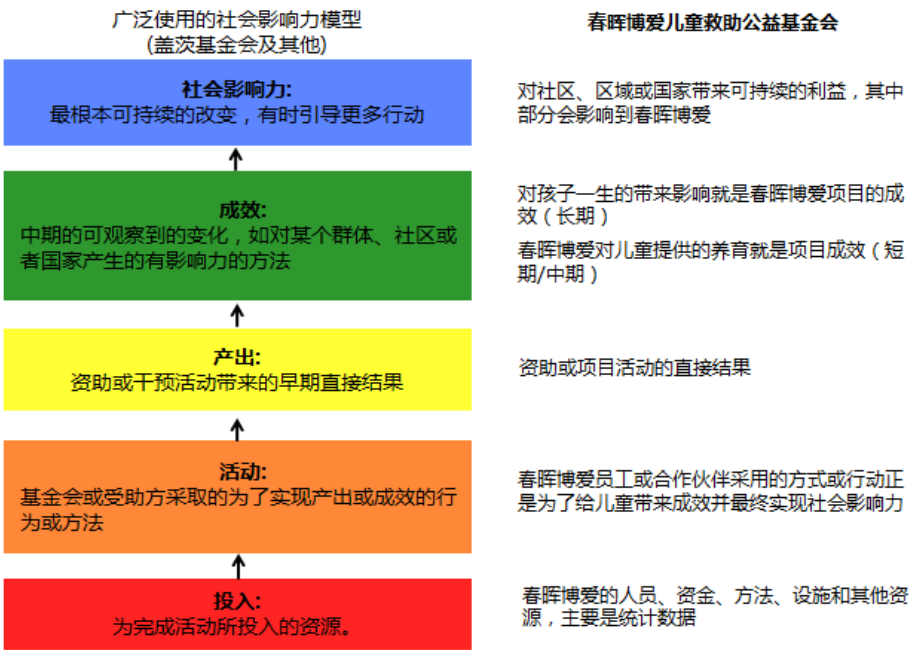 广泛使用的社会影响力模型
(盖茨基金会及其他)
春晖博爱儿童救助公益基金会
社会影响力:
最根本可持续的改变，有时引导更多行动
对社区、区域或国家带来可持续的利益，其中
部分会影响到春晖博爱
成效:
中期的可观察到的变化，如对某个群体、社区或
者国家产生的有影响力的方法
对孩子一生的带来影响就是春晖博爱项目的成
效（长期）
春晖博爱对儿童提供的养育就是项目成效（短
期/中期）
产出:
资助或干预活动带来的早期直接结果
资助或项目活动的直接结果
活动:
基金会或受助方采取的为了实现产出或成效的行
为或方法
春晖博爱员工或合作伙伴采用的方式或行动正
是为了给儿童带来成效并最终实现社会影响力
投入:
为完成活动所投入的资源。
春晖博爱的人员、资金、方法、设施和其他资
源，主要是统计数据